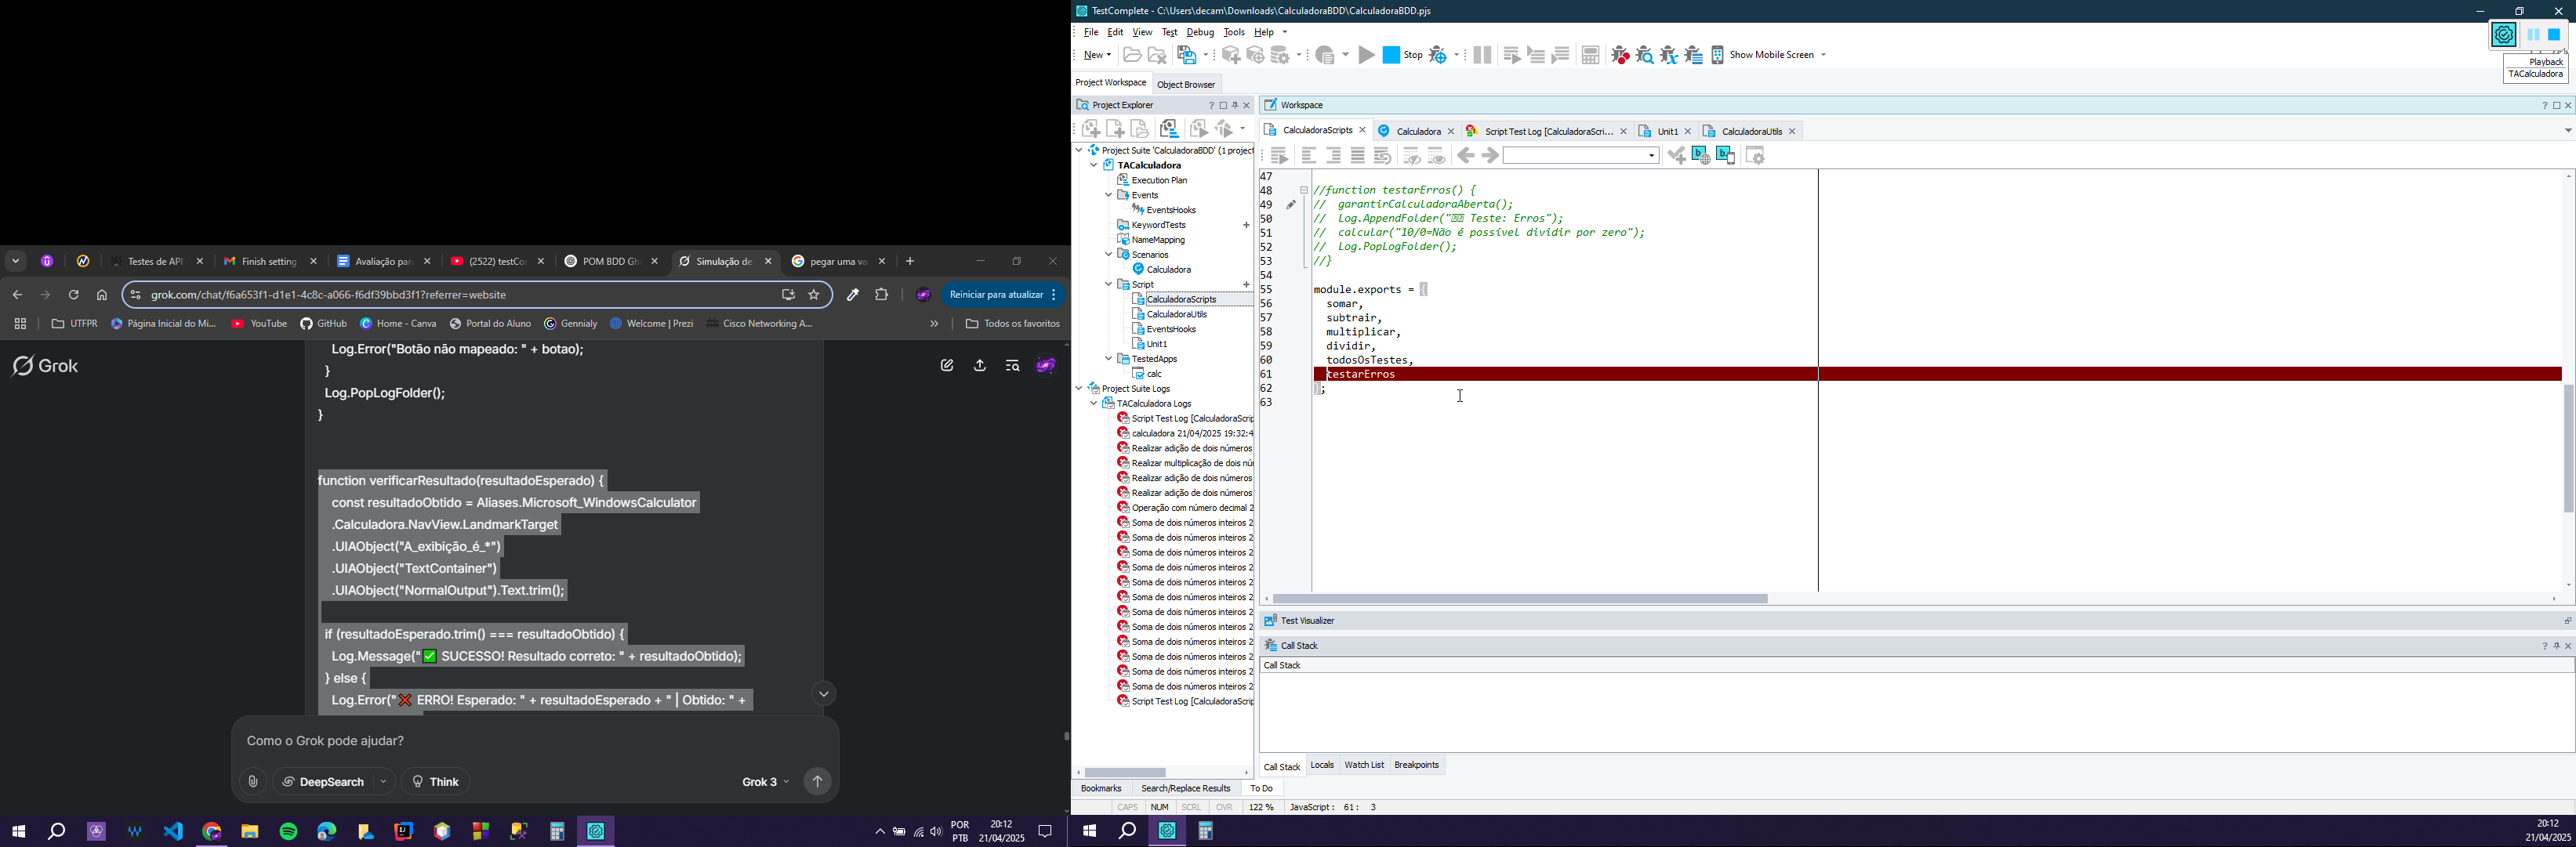 TestComplete - C:\Users\decam\Downloads\CalculadoraBDD\CalculadoraBDD.pjs
File Edit View Test Debug Tools Help
New Stop Show Mobile Screen
Playback
TACalculadora
Project Workspace Object Browser
Project Explorer
Workspace
CalculadoraScripts Calculadora Script Test Log [CalculadoraScri... Unit1 CalculadoraUtils
Project Suite 'CalculadoraBDD' (1 project
TACalculadora
Execution Plan
Events
EventsHooks
KeywordTests
NameMapping
Scenarios
Calculadora
Script
CalculadoraScripts
CalculadoraUtils
EventsHooks
Unit1
TestedApps
calc
Project Suite Logs
TACalculadora Logs
Script Test Log [CalculadoraScrip
calculadora 21/04/2025 19:32:4
Realizar adição de dois números
Realizar multiplicação de dois nú
Realizar adição de dois números
Realizar adição de dois números
Operação com número decimal 2
Soma de dois números inteiros 2
Soma de dois números inteiros 2
Soma de dois números inteiros 2
Soma de dois números inteiros 2
Soma de dois números inteiros 2
Soma de dois números inteiros 2
Soma de dois números inteiros 2
Soma de dois números inteiros 2
Soma de dois números inteiros 2
Soma de dois números inteiros 2
Soma de dois números inteiros 2
Soma de dois números inteiros 2
Script Test Log [CalculadoraScrip
47
48 //function testarErros() {
49 // garantirCalculadoraAberta();
50 // Log.AppendFolder(" Teste: Erros");
51 // calcular("10/0=Não é possível dividir por zero");
52 // Log.PopLogFolder();
53 //}
54
55 module.exports = {
56 somar,
57 subtrair,
58 multiplicar,
59 dividir,
60 todosOsTestes,
61 testarErros
62 };
63
Test Visualizer
Call Stack
Call Stack
Call Stack Locals Watch List Breakpoints
Bookmarks Search/Replace Results To Do
CAPS NUM SCRL OVR 122 % JavaScript : 61 : 3
20:12
21/04/2025
Testes de API Finish setting Avaliação par (2522) testCo POM BDD Gh Simulação de pegar uma va
grok.com/chat/f6a653f1-d1e1-4c8c-a066-f6df39bbd3f1?referrer=website
Reiniciar para atualizar
UTFPR Página Inicial do Mi... YouTube GitHub Home - Canva Portal do Aluno Gennialy Welcome | Prezi Cisco Networking A... » Todos os favoritos
Grok
Log.Error("Botão não mapeado: " + botao);
}
Log.PopLogFolder();
}
function verificarResultado(resultadoEsperado) {
const resultadoObtido = Aliases.Microsoft_WindowsCalculator
.Calculadora.NavView.LandmarkTarget
.UIAObject("A_exibição_é_*")
.UIAObject("TextContainer")
.UIAObject("NormalOutput").Text.trim();
if (resultadoEsperado.trim() === resultadoObtido) {
Log.Message("✅ SUCESSO! Resultado correto: " + resultadoObtido);
} else {
Log.Error("❌ ERRO! Esperado: " + resultadoEsperado + " | Obtido: " +
Como o Grok pode ajudar?
DeepSearch Think Grok 3
POR
PTB
20:12
21/04/2025